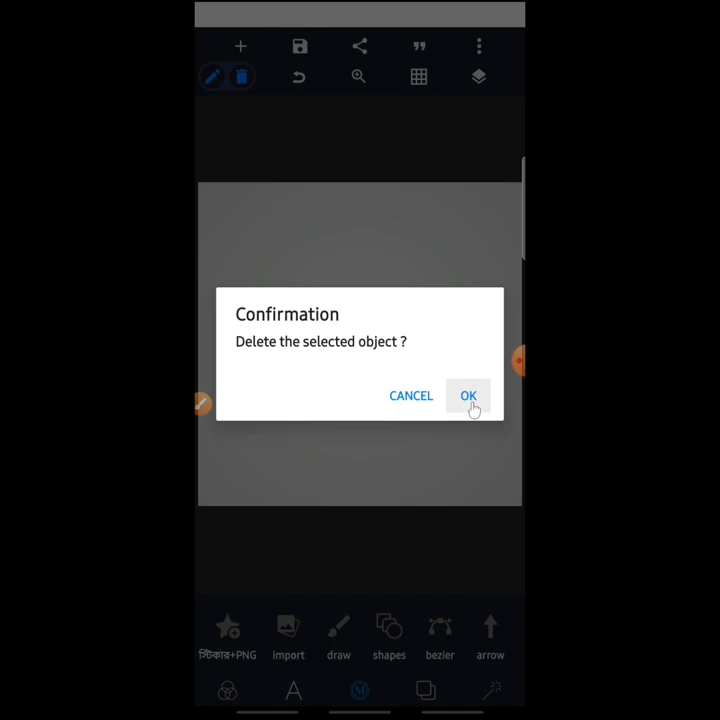 Confirmation
Delete the selected object ?
CANCEL OK
স্টিকার+PNG import draw shapes bezier arrow
A M